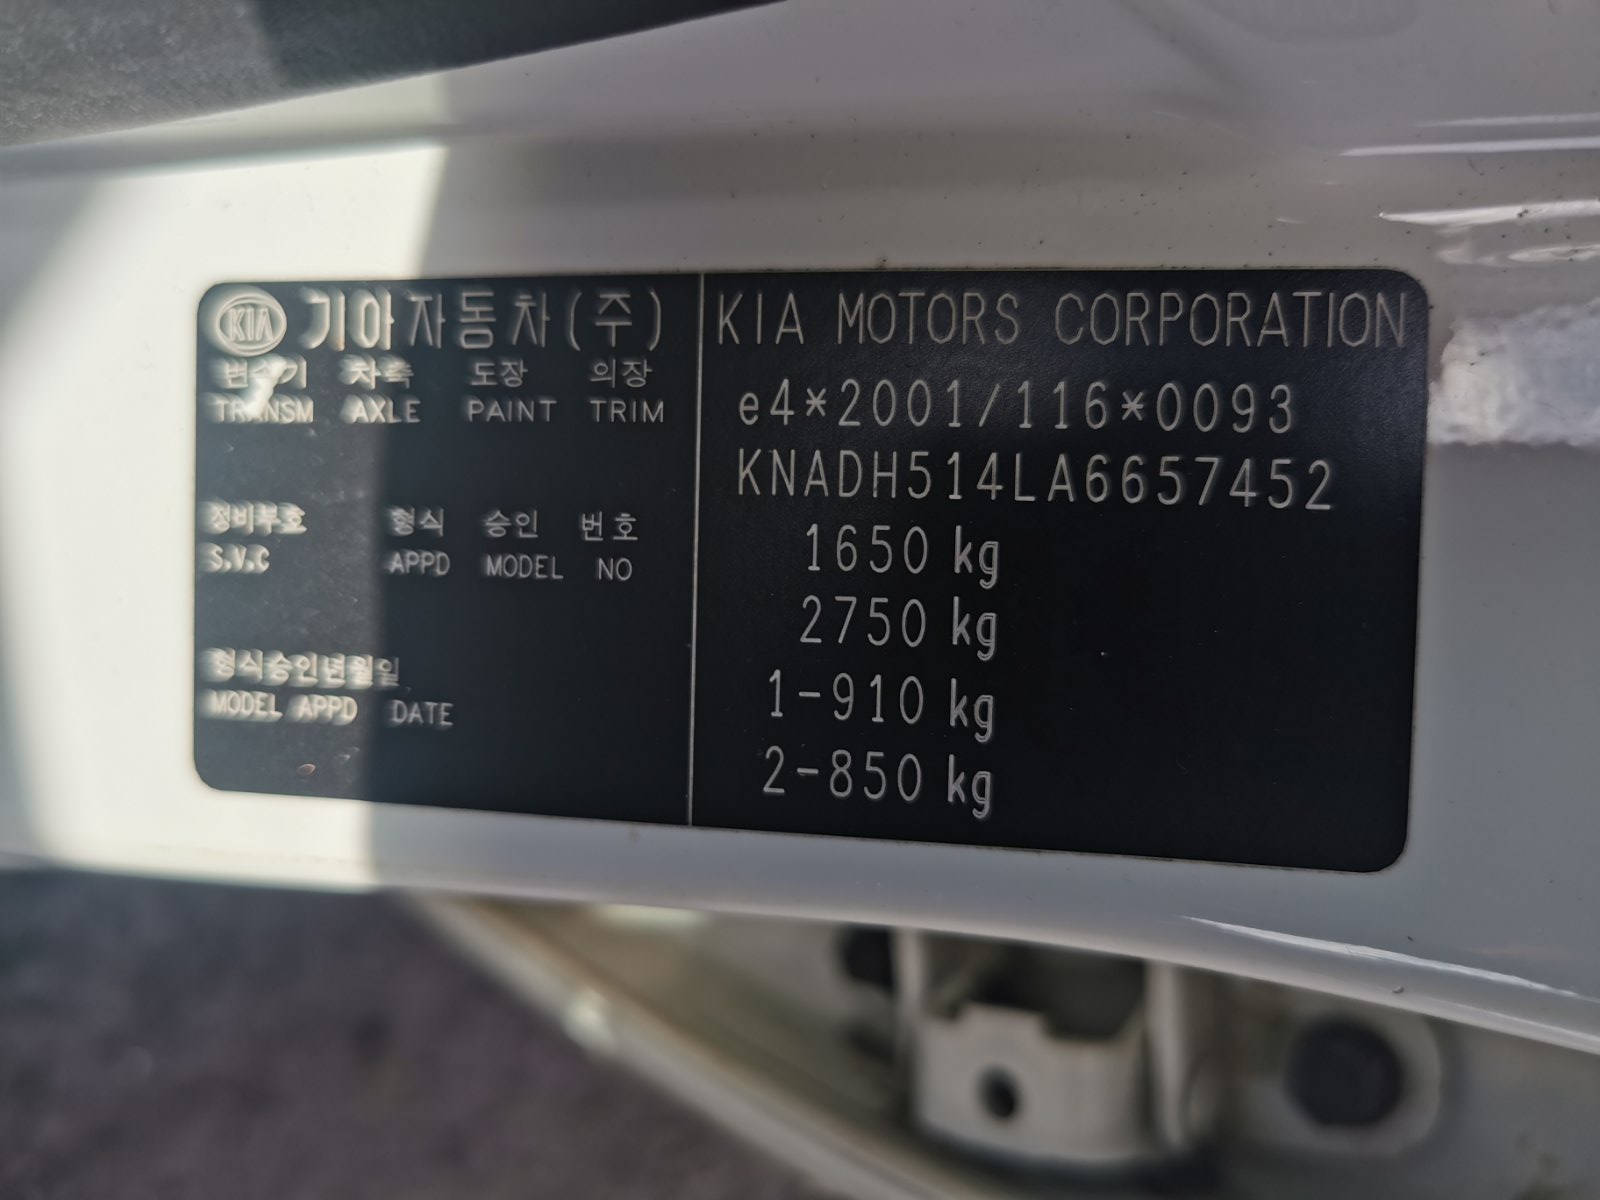 KIA 기아자동차(주)
변속기 차축 도장 의장
TRANSM AXLE PAINT TRIM
정비부호 형식 승인 번호
S.V.C APPD MODEL NO
형식승인년월일
MODEL APPD DATE
KIA MOTORS CORPORATION
e4*2001/116*0093
KNADH514LA6657452
1650 kg
2750 kg
1-910 kg
2-850 kg